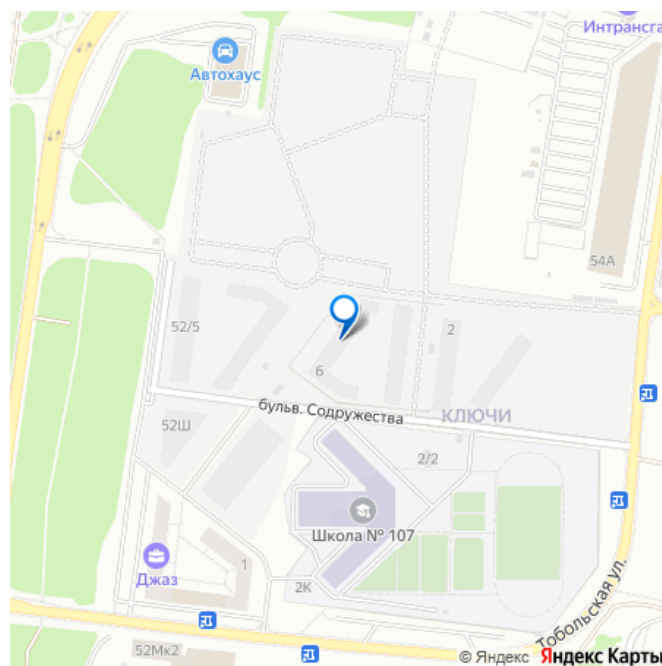 Интрансга
Автохаус
54А
52/5
2
6
бульв. Содружества
КЛЮЧИ
52Ш
2/2
Школа № 107
Джаз
1
2К
Тобольская ул.
52Мк2
© Яндекс Яндекс Карты